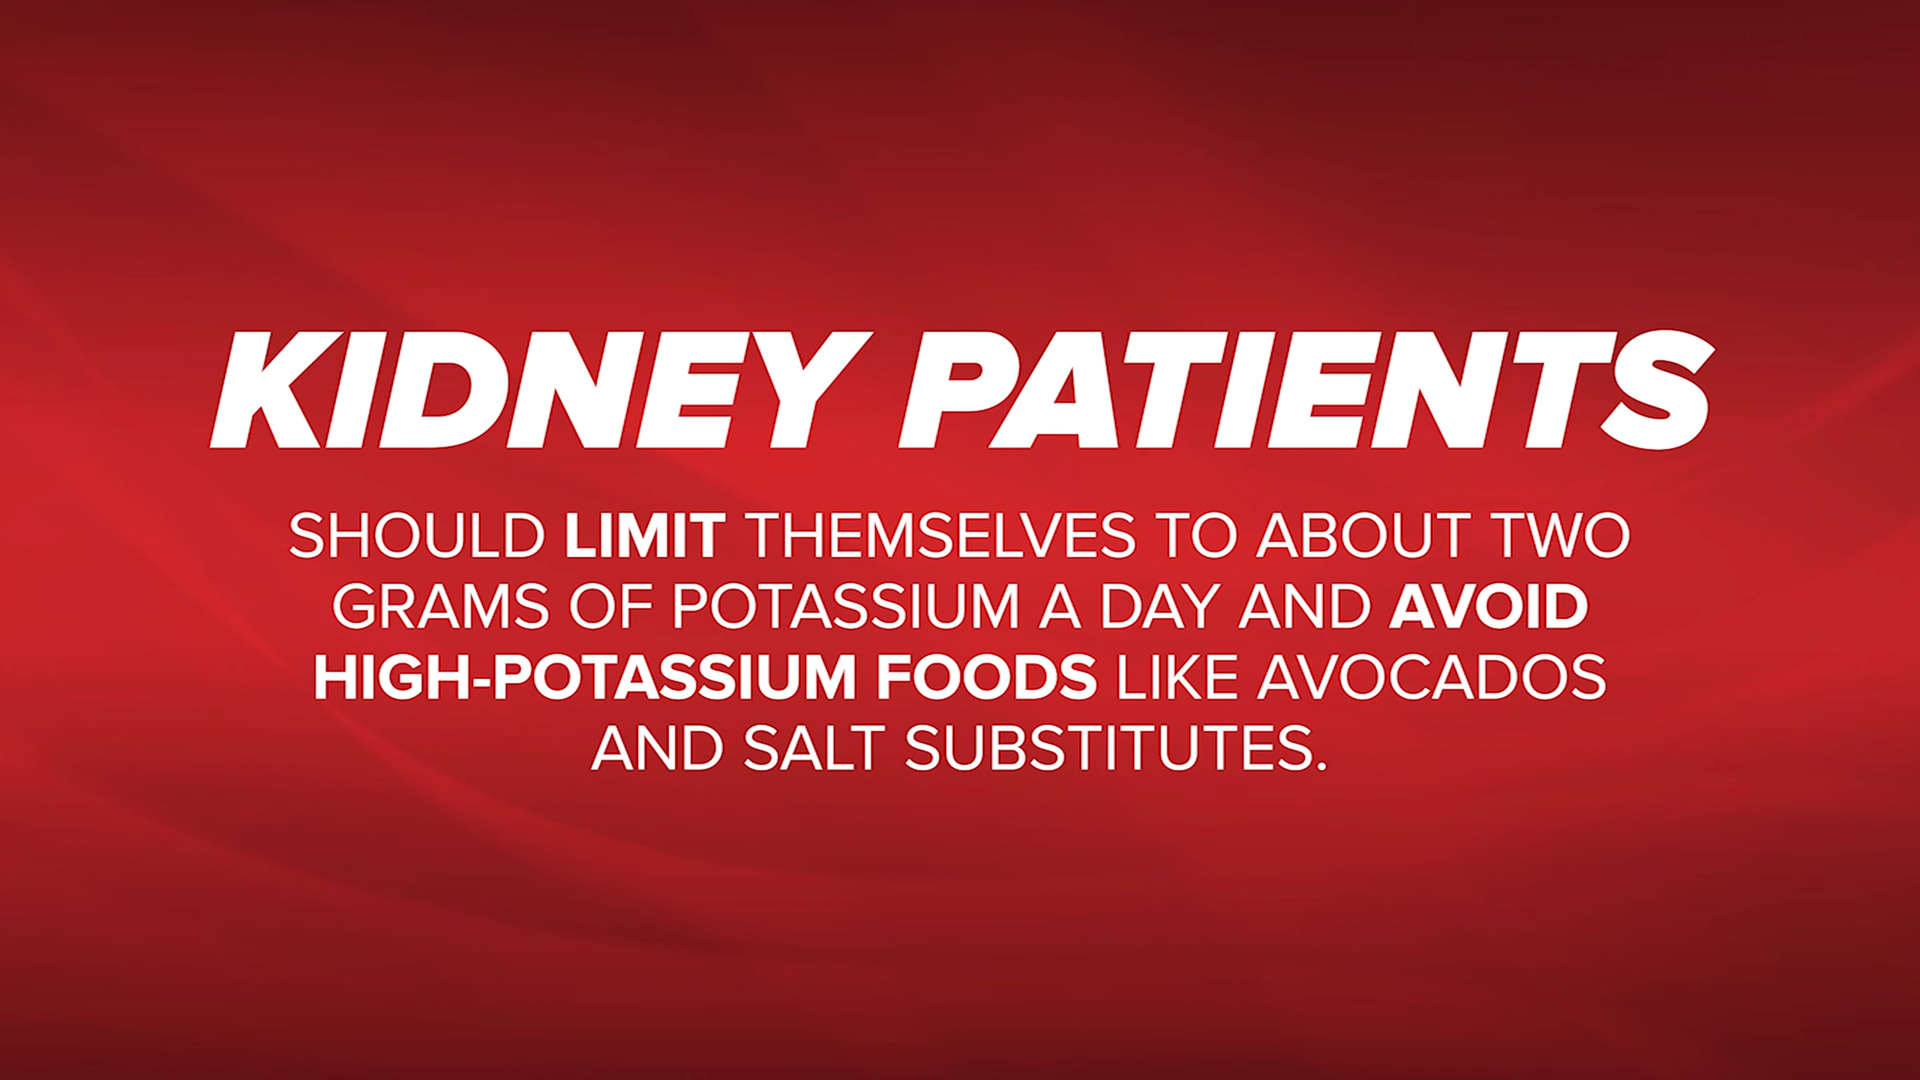 KIDNEY PATIENTS
SHOULD LIMIT THEMSELVES TO ABOUT TWO
GRAMS OF POTASSIUM A DAY AND AVOID
HIGH-POTASSIUM FOODS LIKE AVOCADOS
AND SALT SUBSTITUTES.